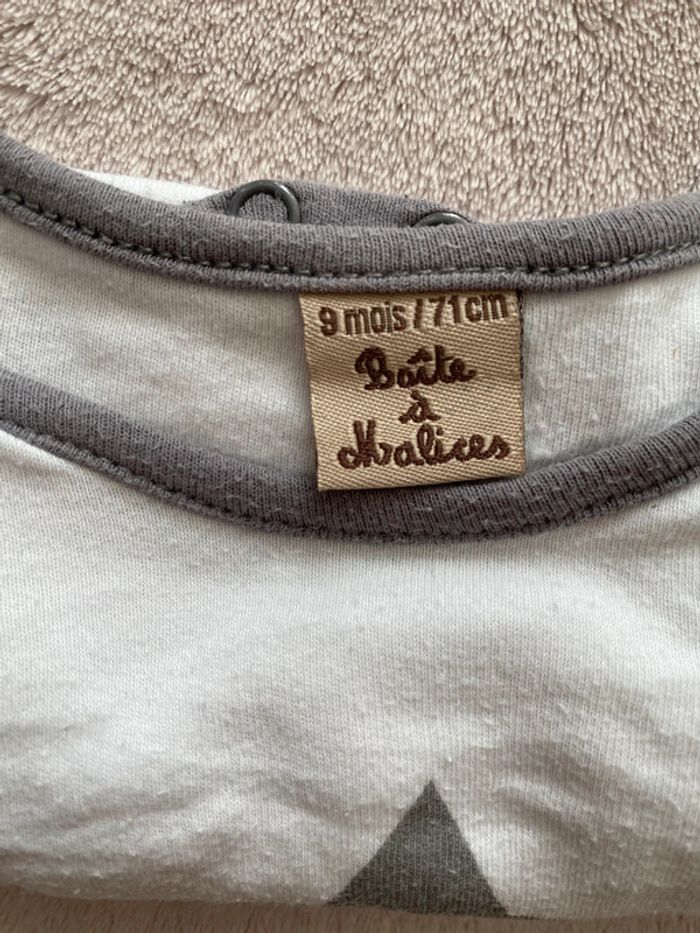 9 mois / 71 cm
Boîte
à
Malices